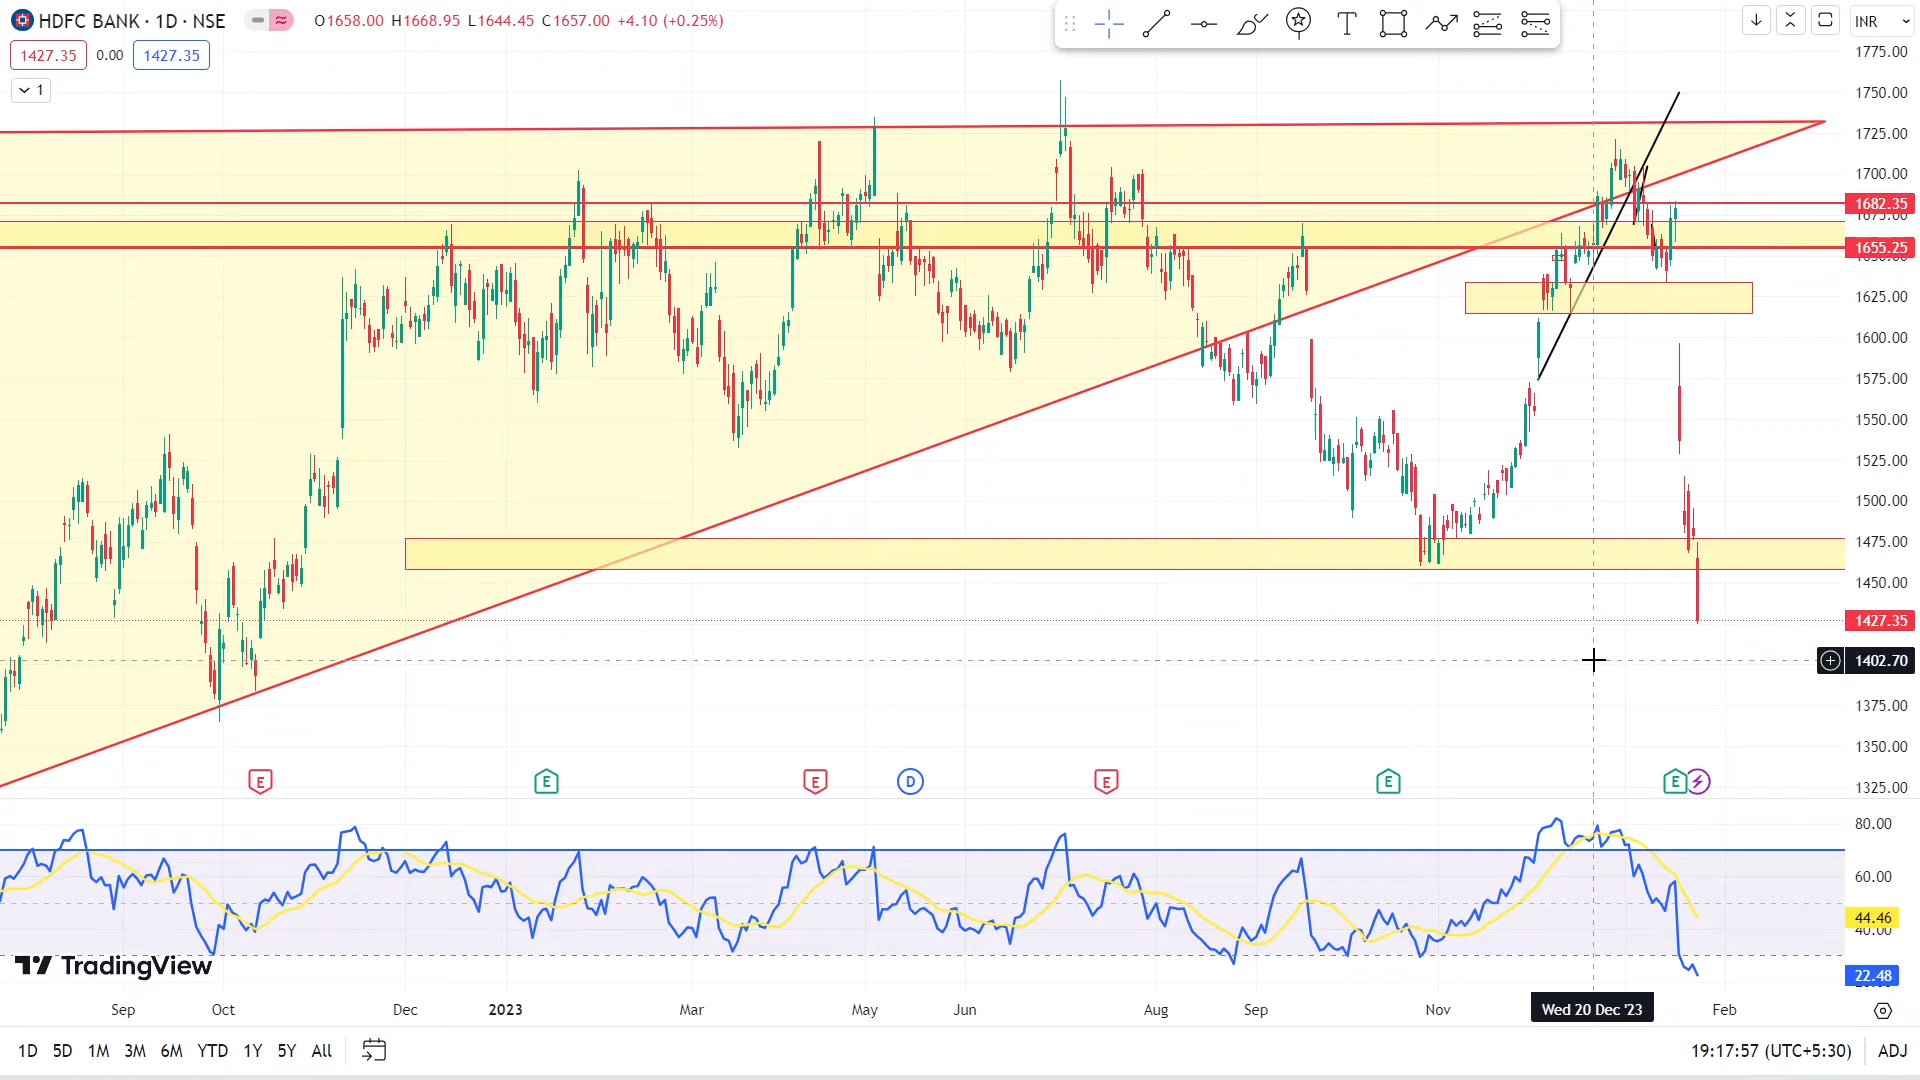 HDFC BANK · 1D · NSE
O1658.00 H1668.95 L1644.45 C1657.00 +4.10 (+0.25%)
INR
1427.35 0.00 1427.35
1
1775.00
1750.00
1725.00
1700.00
1682.35
1655.25
1625.00
1600.00
1575.00
1550.00
1525.00
1500.00
1475.00
1450.00
1427.35
1402.70
1375.00
1350.00
1325.00
E E E D E E E
80.00
60.00
44.46
40.00
22.48
TradingView
Sep Oct Dec 2023 Mar May Jun Aug Sep Nov Wed 20 Dec '23 Feb
1D 5D 1M 3M 6M YTD 1Y 5Y All
19:17:57 (UTC+5:30) ADJ